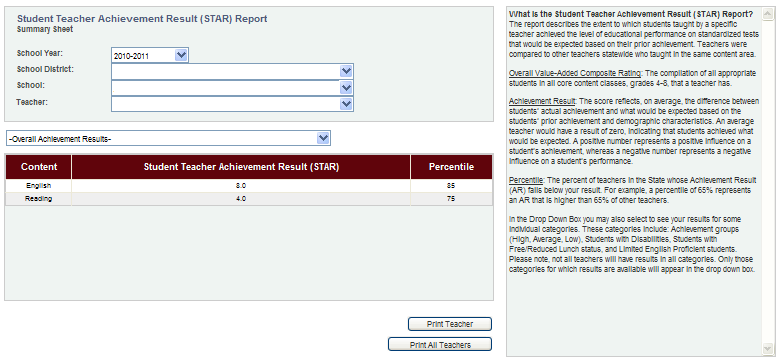 Student Teacher Achievement Result (STAR) Report
Summary Sheet
School Year:
2010-2011
School District:
School:
Teacher:
-Overall Achievement Results-
Content Student Teacher Achievement Result (STAR) Percentile
English 8.0 85
Reading 4.0 75
Print Teacher
Print All Teachers
What is the Student Teacher Achievement Result (STAR) Report?
The report describes the extent to which students taught by a specific
teacher achieved the level of educational performance on standardized tests
that would be expected based on their prior achievement. Teachers were
compared to other teachers statewide who taught in the same content area.
Overall Value-Added Composite Rating: The compilation of all appropriate
students in all core content classes, grades 4-8, that a teacher has.
Achievement Result: The score reflects, on average, the difference between
students' actual achievement and what would be expected based on the
students' prior achievement and demographic characteristics. An average
teacher would have a result of zero, indicating that students achieved what
would be expected. A positive number represents a positive influence on a
student's achievement, whereas a negative number represents a negative
influence on a student's performance.
Percentile: The percent of teachers in the State whose Achievement Result
(AR) falls below your result. For example, a percentile of 65% represents
an AR that is higher than 65% of other teachers.
In the Drop Down Box you may also select to see your results for some
individual categories. These categories include: Achievement groups
(High, Average, Low), Students with Disabilities, Students with
Free/Reduced Lunch status, and Limited English Proficient students.
Please note, not all teachers will have results in all categories. Only those
categories for which results are available will appear in the drop down box.